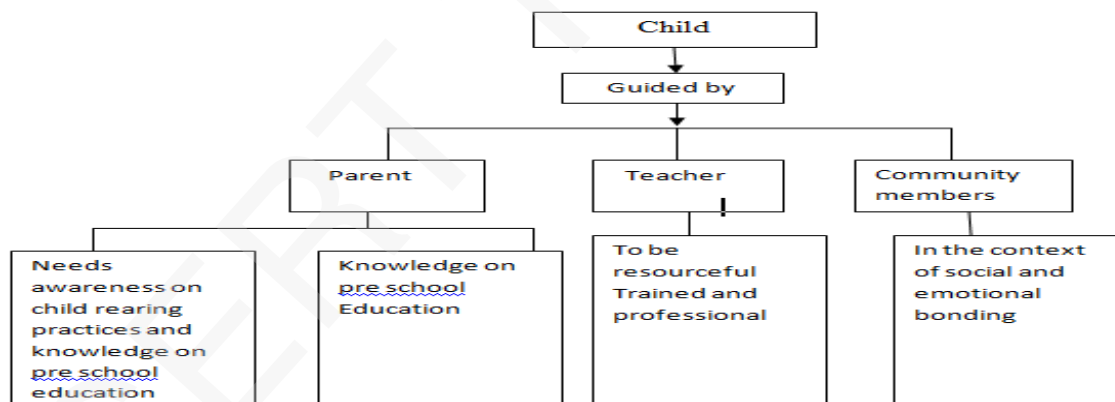 Child
Guided by
Parent
Teacher
Community
members
Needs
awareness on
child rearing
practices and
knowledge on
pre school
education
Knowledge on
pre school
Education
To be
resourceful
Trained and
professional
In the context
of social and
emotional
bonding